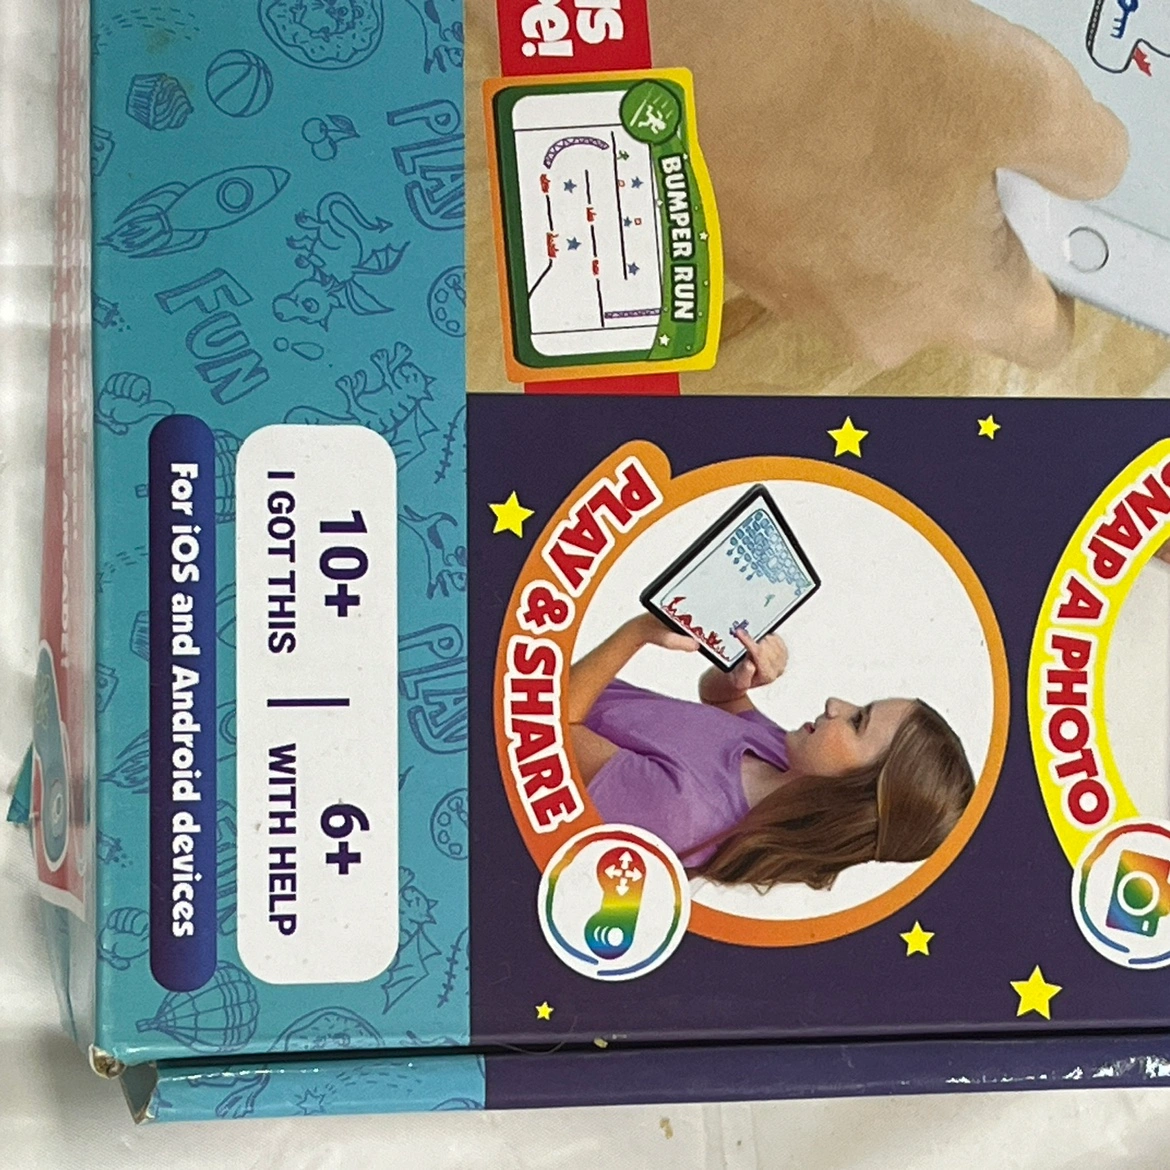 BUMPER RUN
PLAY & SHARE
10+
I GOT THIS
6+
WITH HELP
For iOS and Android devices
PLAY
FUN
PLAY
A PHOTO